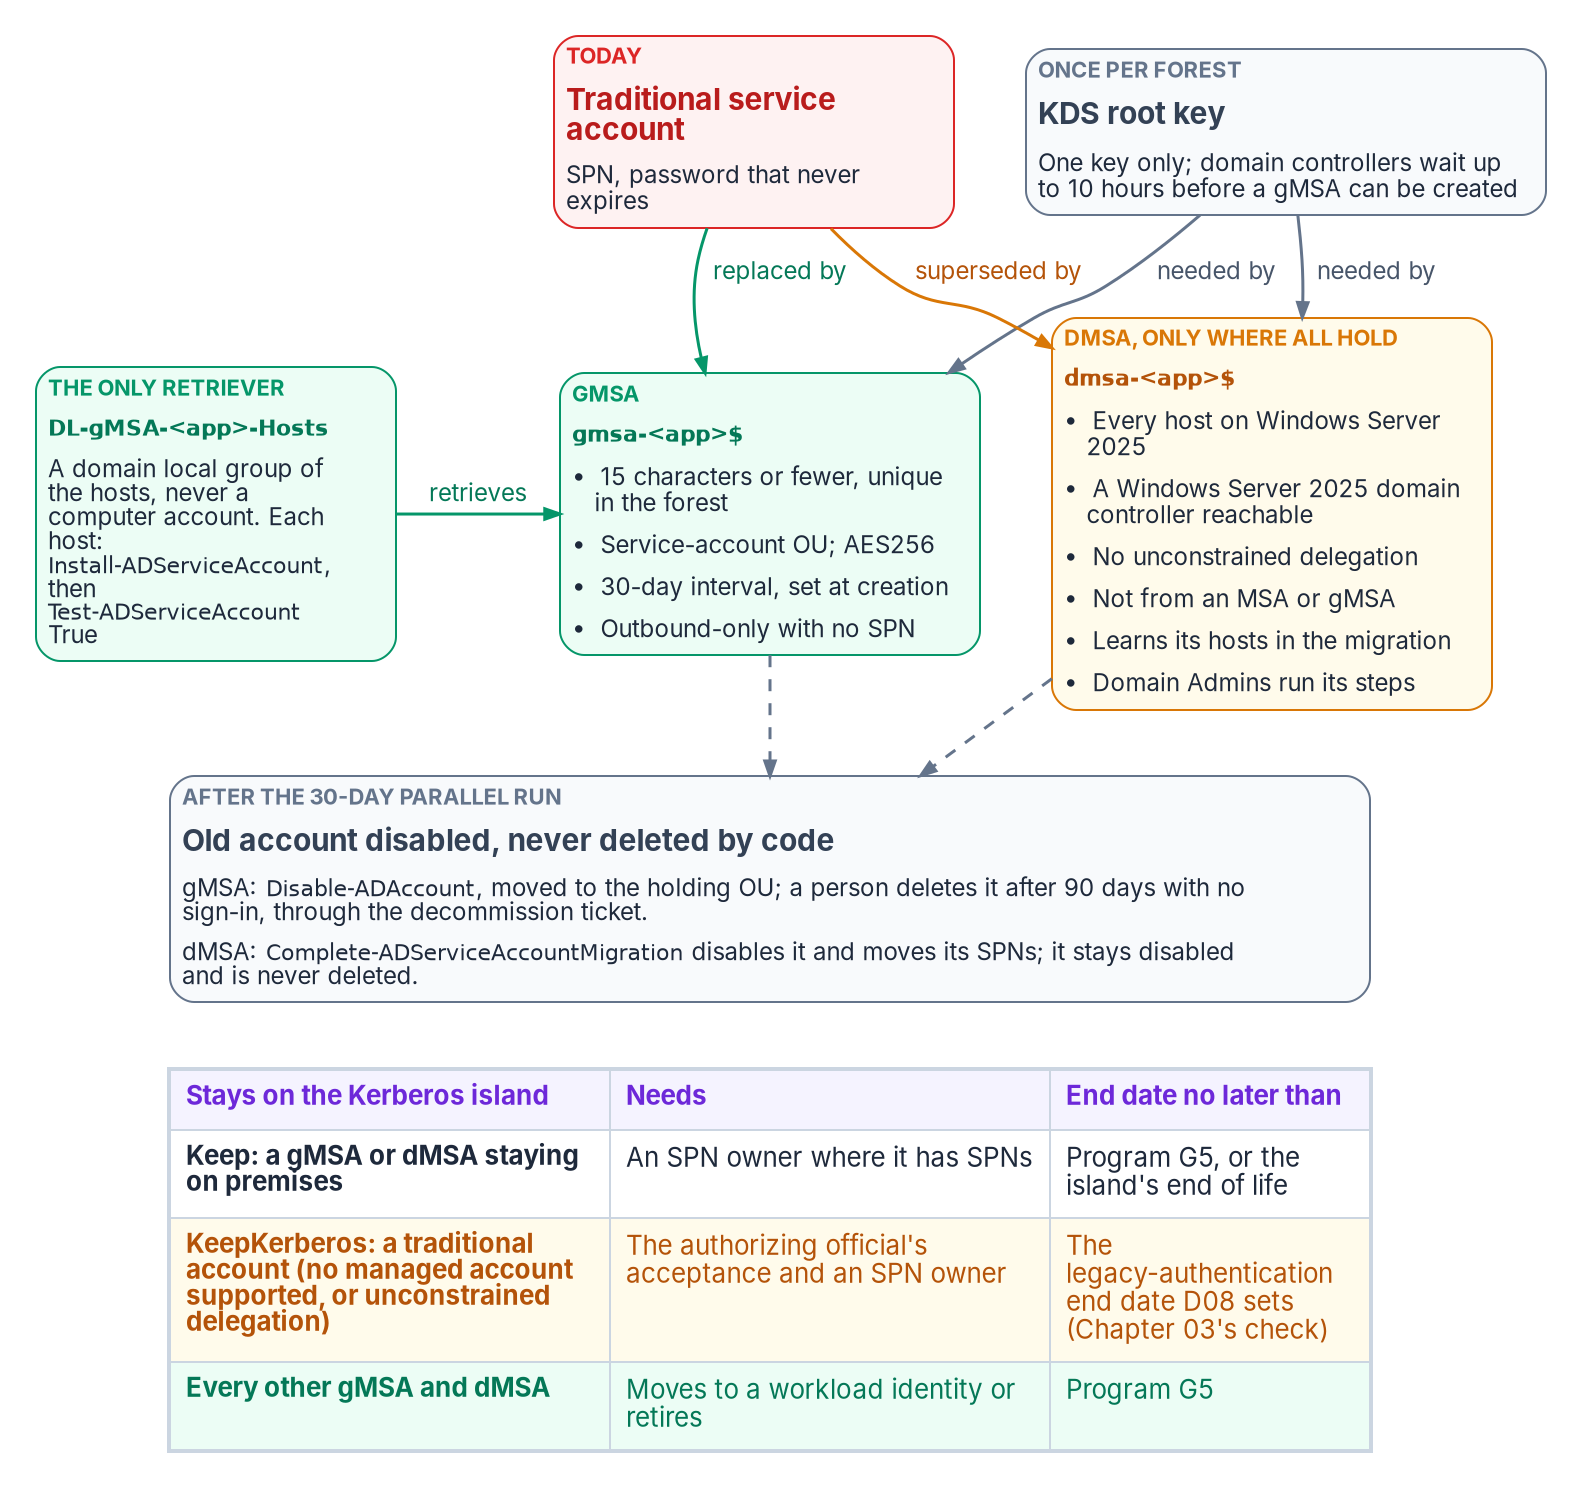 TODAY
Traditional service
account
SPN, password that never
expires
ONCE PER FOREST
KDS root key
One key only; domain controllers wait up
to 10 hours before a gMSA can be created
replaced by
superseded by
needed by
needed by
THE ONLY RETRIEVER
DL-gMSA-<app>-Hosts
A domain local group of
the hosts, never a
computer account. Each
host:
Install-ADServiceAccount,
then
Test-ADServiceAccount
True
retrieves
GMSA
gmsa-<app>$
• 15 characters or fewer, unique
in the forest
• Service-account OU; AES256
• 30-day interval, set at creation
• Outbound-only with no SPN
DMSA, ONLY WHERE ALL HOLD
dmsa-<app>$
• Every host on Windows Server
2025
• A Windows Server 2025 domain
controller reachable
• No unconstrained delegation
• Not from an MSA or gMSA
• Learns its hosts in the migration
• Domain Admins run its steps
AFTER THE 30-DAY PARALLEL RUN
Old account disabled, never deleted by code
gMSA: Disable-ADAccount, moved to the holding OU; a person deletes it after 90 days with no
sign-in, through the decommission ticket.
dMSA: Complete-ADServiceAccountMigration disables it and moves its SPNs; it stays disabled
and is never deleted.
Stays on the Kerberos island
Needs
End date no later than
Keep: a gMSA or dMSA staying
on premises
An SPN owner where it has SPNs
Program G5, or the
island's end of life
KeepKerberos: a traditional
account (no managed account
supported, or unconstrained
delegation)
The authorizing official's
acceptance and an SPN owner
The
legacy-authentication
end date D08 sets
(Chapter 03's check)
Every other gMSA and dMSA
Moves to a workload identity or
retires
Program G5